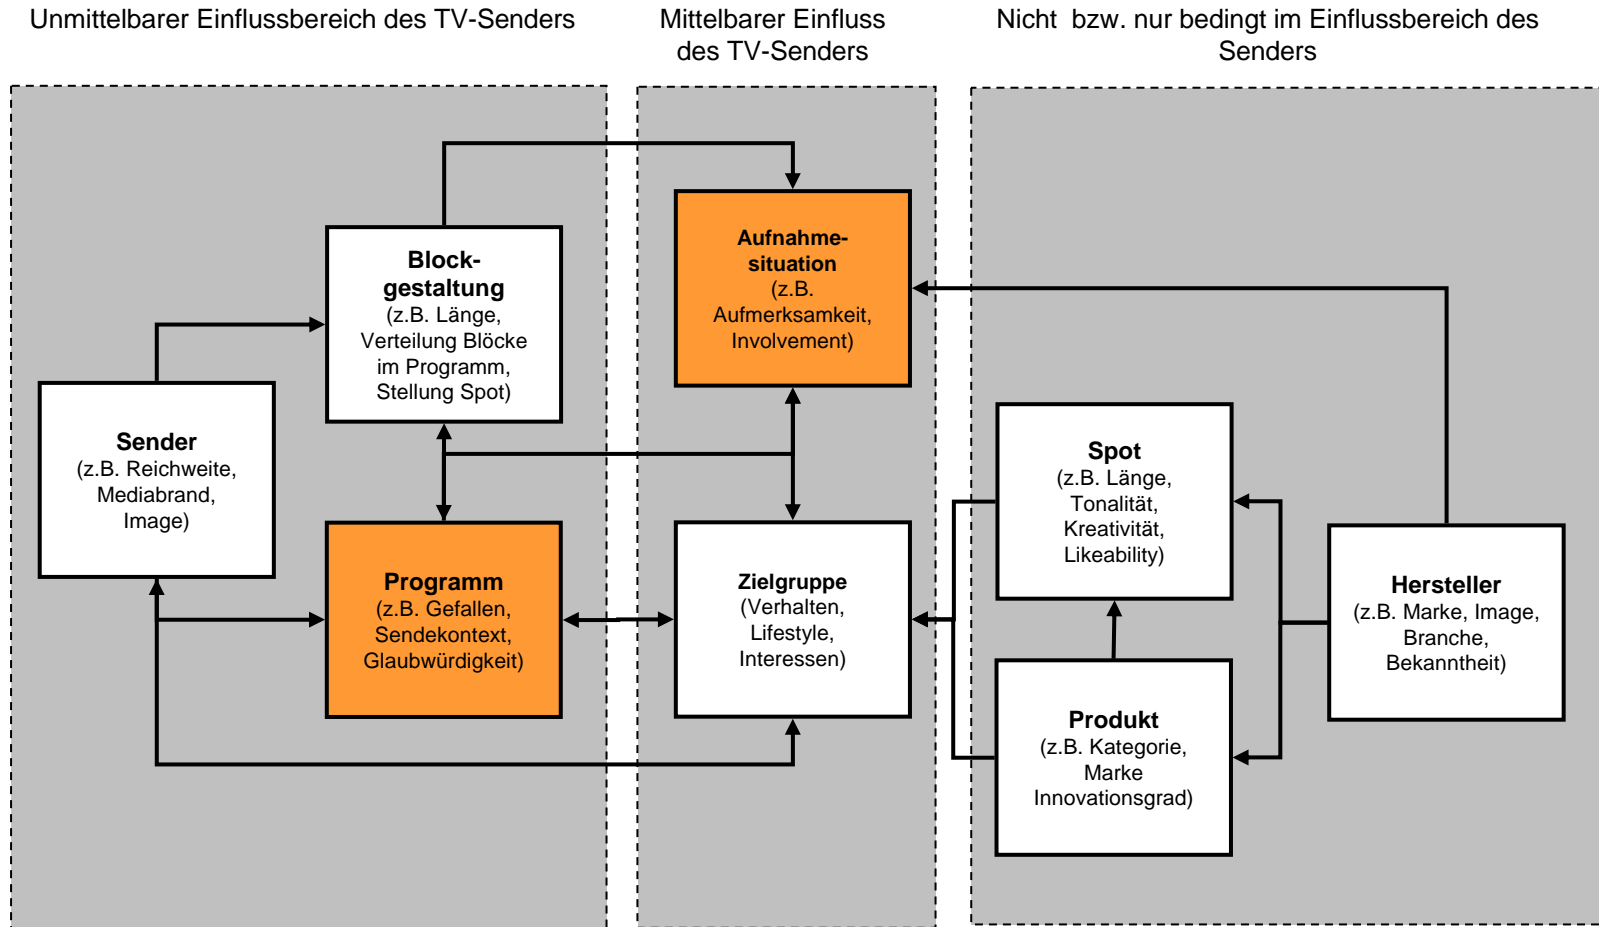 Unmittelbarer Einflussbereich des TV-Senders
Mittelbarer Einfluss
des TV-Senders
Nicht bzw. nur bedingt im Einflussbereich des
Senders
Block-
gestaltung
(z.B. Länge,
Verteilung Blöcke
im Programm,
Stellung Spot)
Aufnahme-
situation
(z.B.
Aufmerksamkeit,
Involvement)
Sender
(z.B. Reichweite,
Mediabrand,
Image)
Spot
(z.B. Länge,
Tonalität,
Kreativität,
Likeability)
Programm
(z.B. Gefallen,
Sendekontext,
Glaubwürdigkeit)
Zielgruppe
(Verhalten,
Lifestyle,
Interessen)
Hersteller
(z.B. Marke, Image,
Branche,
Bekanntheit)
Produkt
(z.B. Kategorie,
Marke
Innovationsgrad)